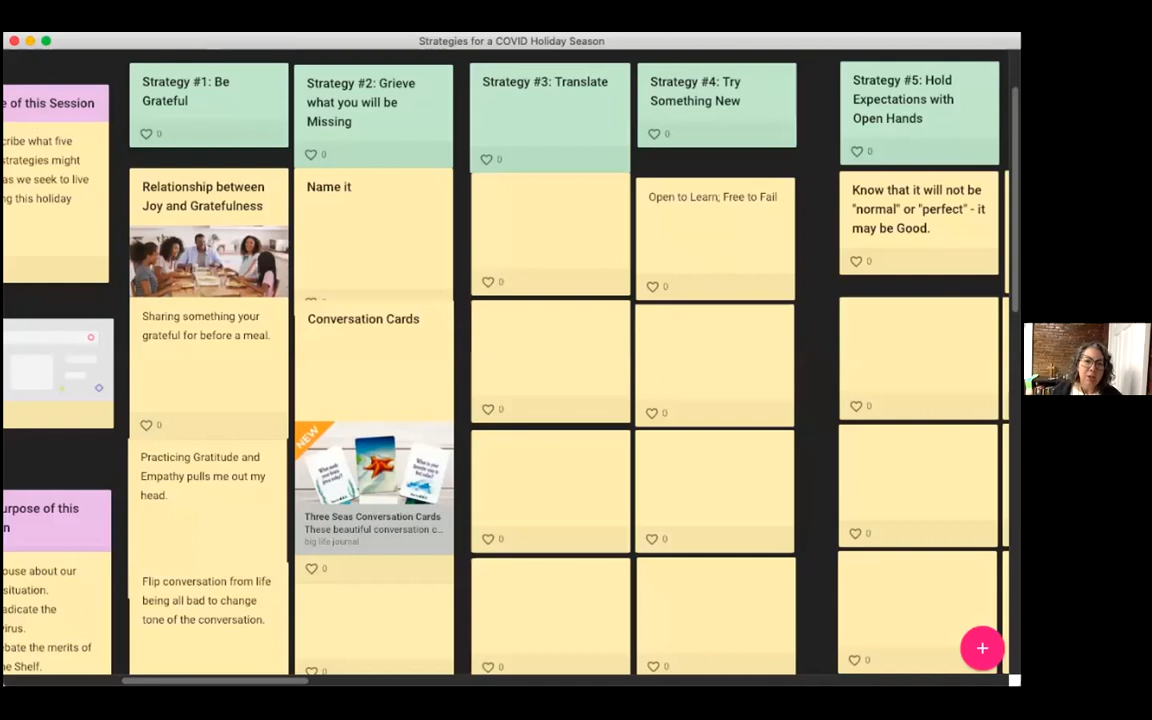 Strategies for a COVID Holiday Season
e of this Session
cribe what five
strategies might
as we seek to live
ng this holiday
urpose of this
n
ouse about our
situation.
adicate the
virus.
ebate the merits of
he Shelf.
Strategy #1: Be
Grateful
0
Relationship between
Joy and Gratefulness
Sharing something your
grateful for before a meal.
0
Practicing Gratitude and
Empathy pulls me out my
head.
Flip conversation from life
being all bad to change
tone of the conversation.
Strategy #2: Grieve
what you will be
Missing
0
Name it
Conversation Cards
NEW
Three Seas Conversation Cards
These beautiful conversation c...
big life journal
0
0
Strategy #3: Translate
0
0
0
0
0
Strategy #4: Try
Something New
0
Open to Learn; Free to Fail
0
0
0
0
Strategy #5: Hold
Expectations with
Open Hands
0
Know that it will not be
"normal" or "perfect" - it
may be Good.
0
0
0
0
+